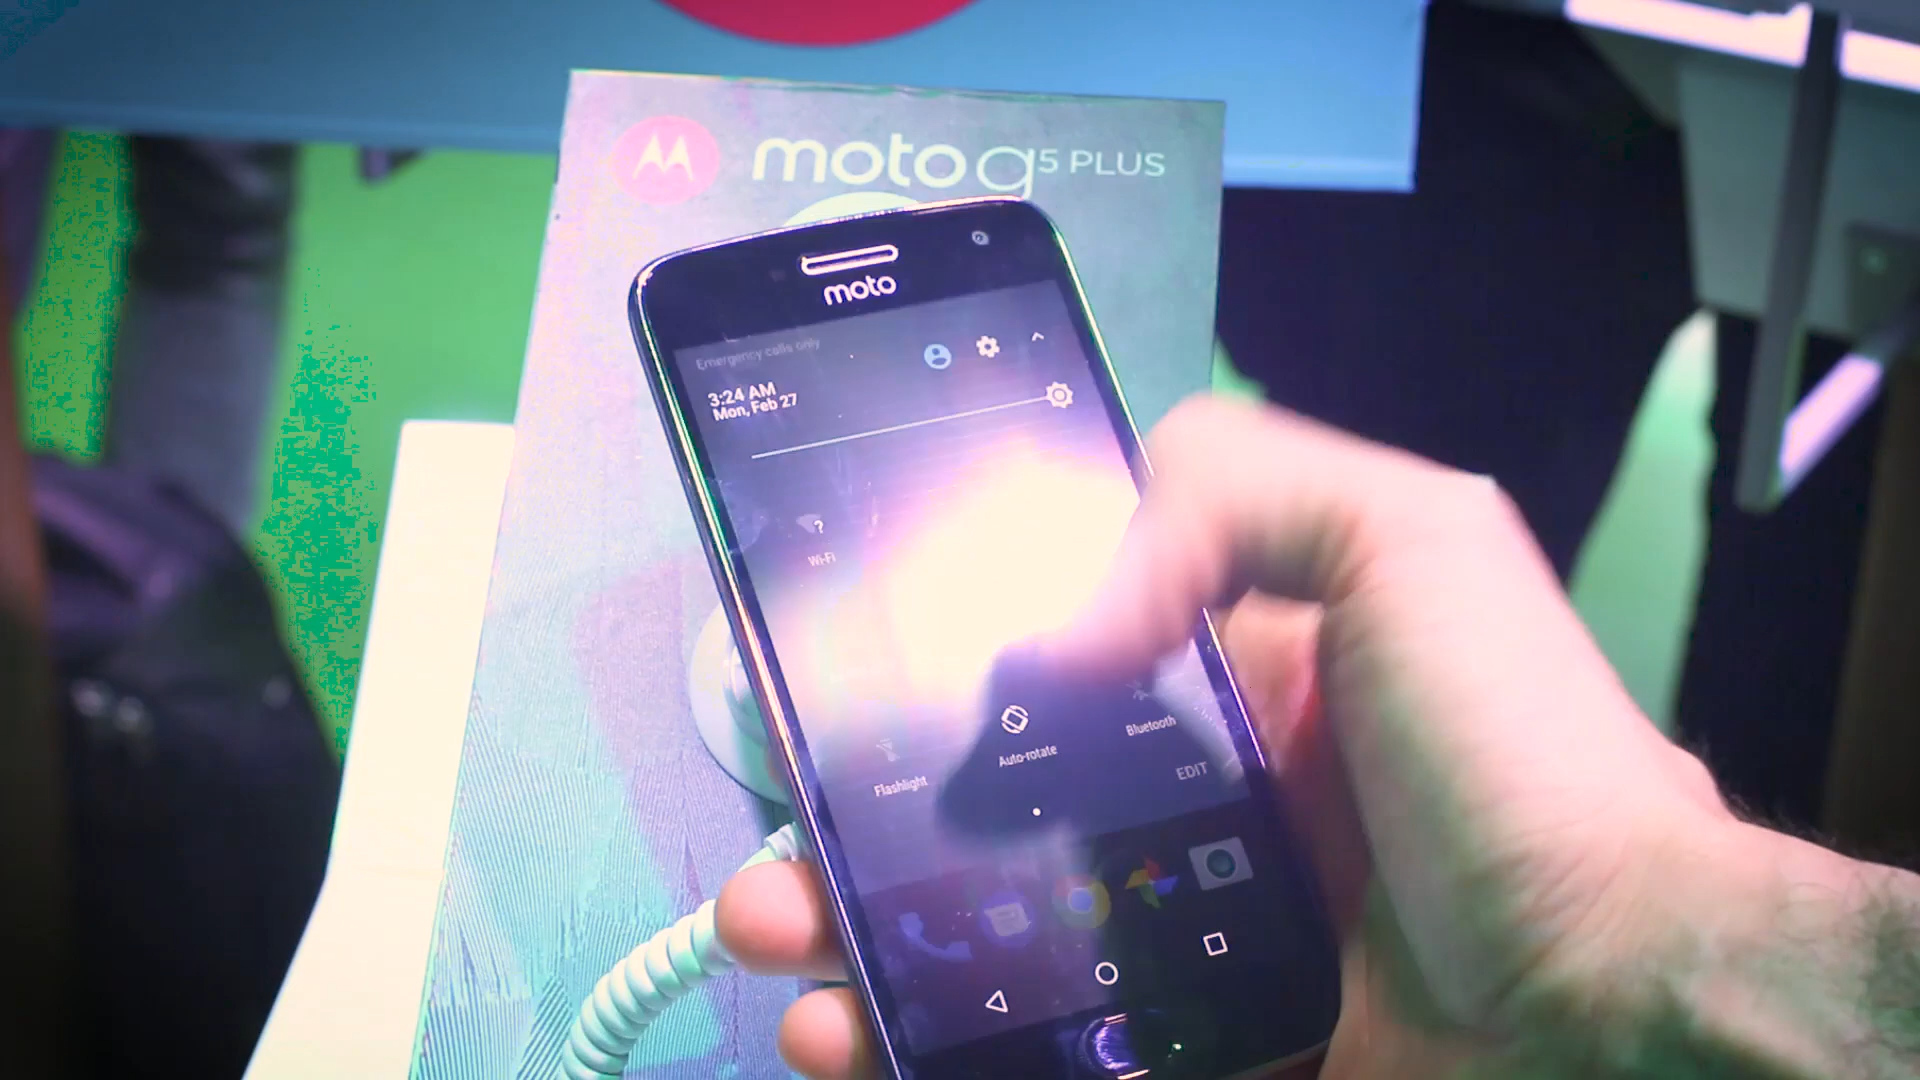 moto g5 PLUS
moto
Emergency calls only
3:24 AM
Mon, Feb 27
?
Wi-Fi
Flashlight
Auto-rotate
Bluetooth
EDIT